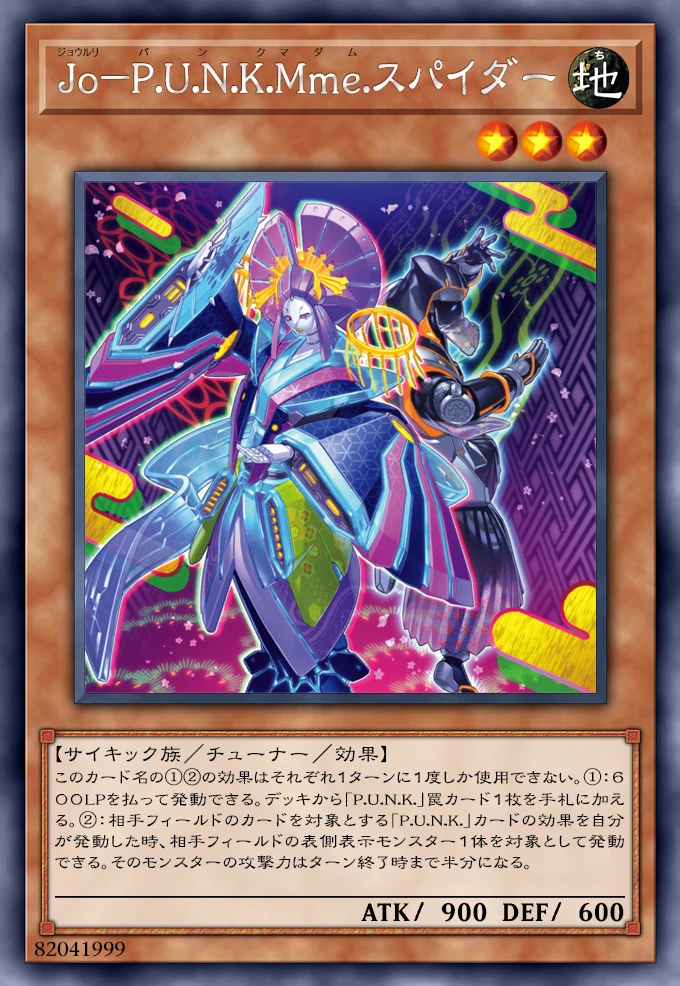 ジョウルリ パンク マダム
Jo-P.U.N.K.Mme.スパイダー
ち
地
【サイキック族/チューナー/効果】
このカード名の①②の効果はそれぞれ1ターンに1度しか使用できない。①:6
00LPを払って発動できる。デッキから「P.U.N.K.」罠カード1枚を手札に加え
る。②:相手フィールドのカードを対象とする「P.U.N.K.」カードの効果を自分
が発動した時、相手フィールドの表側表示モンスター1体を対象として発動
できる。そのモンスターの攻撃力はターン終了時まで半分になる。
ATK/ 900 DEF/ 600
82041999